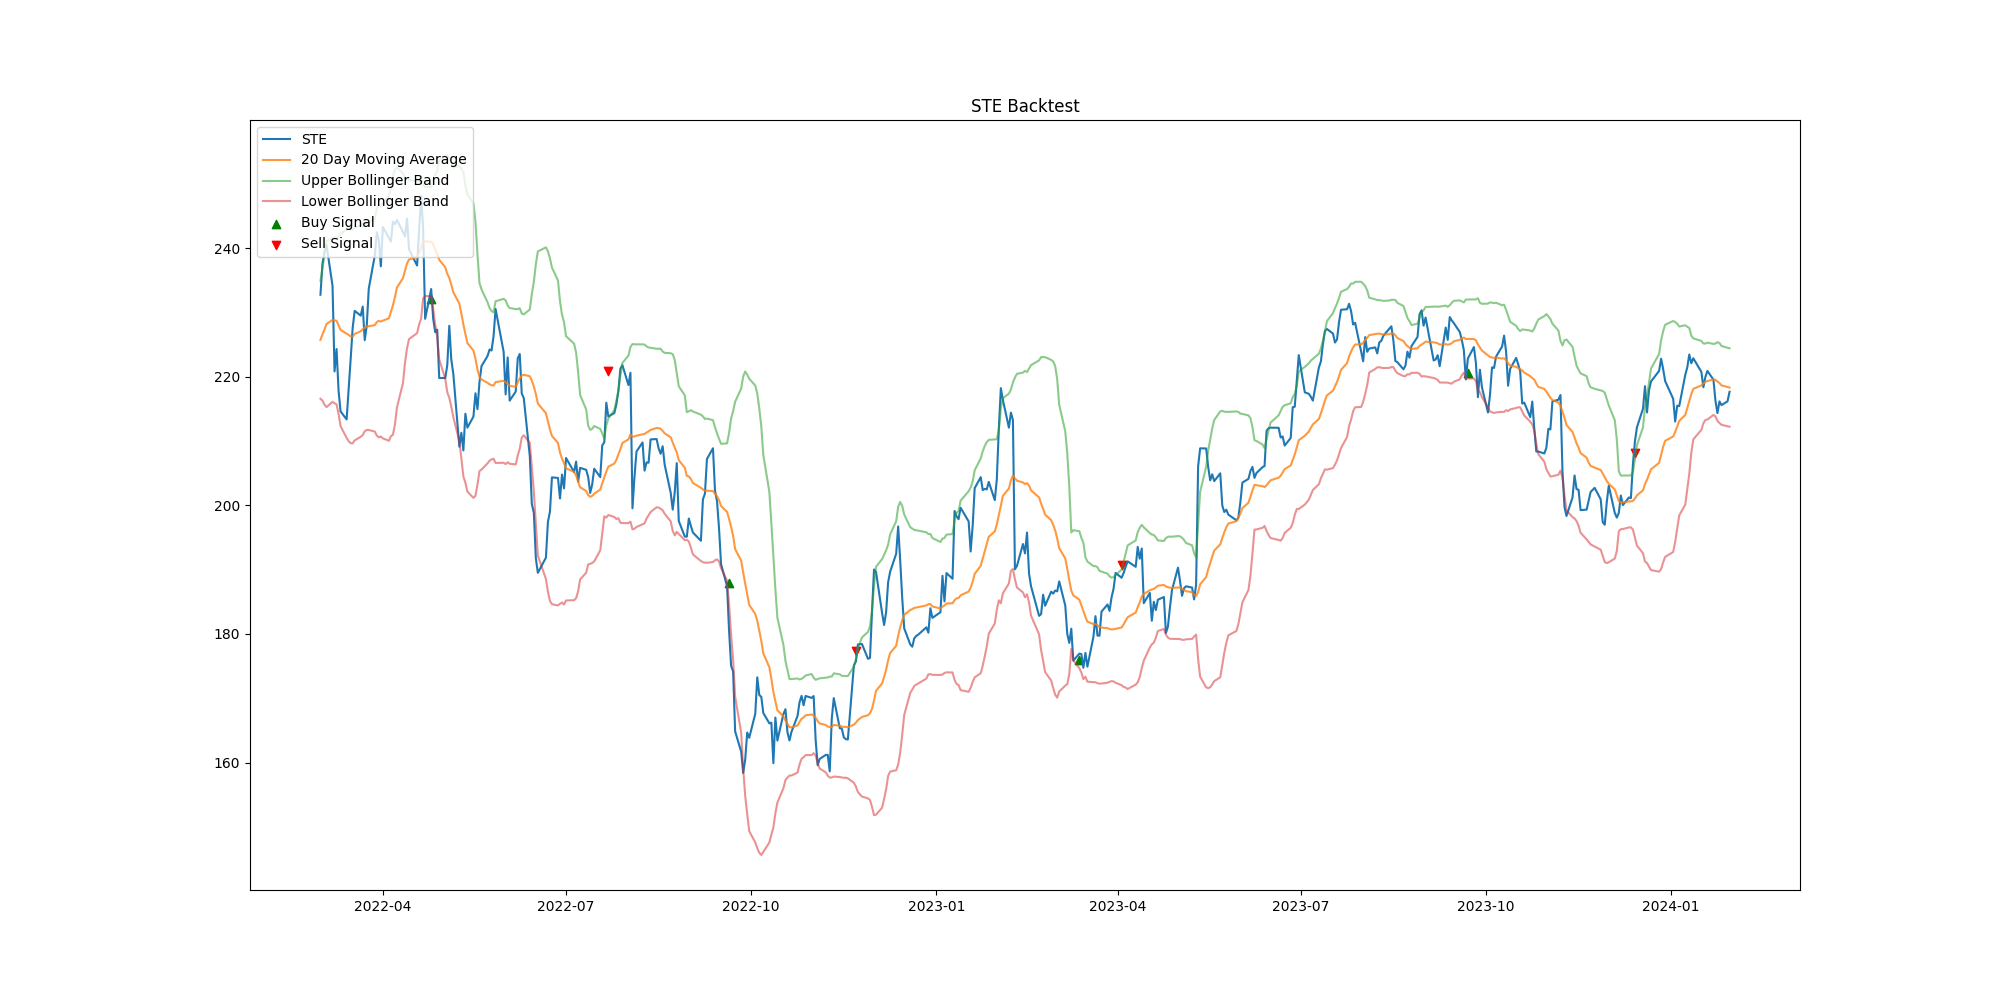 STE Backtest
STE
20 Day Moving Average
Upper Bollinger Band
Lower Bollinger Band
Buy Signal
Sell Signal
240
220
200
180
160
2022-04 2022-07 2022-10 2023-01 2023-04 2023-07 2023-10 2024-01